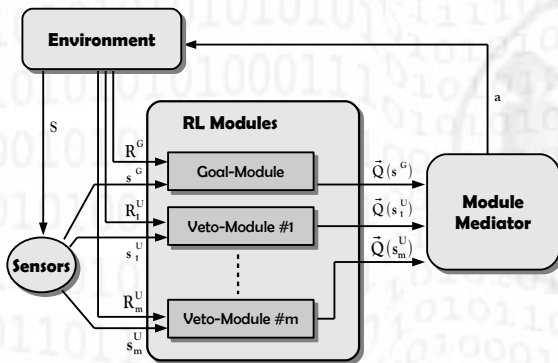 Environment
a
S
RL Modules
R^G
s^G
Goal-Module
Q⃗(s^G)
R_1^U
s_1^U
Veto-Module #1
Q⃗(s_1^U)
Module
Mediator
Sensors
R_m^U
s_m^U
Veto-Module #m
Q⃗(s_m^U)